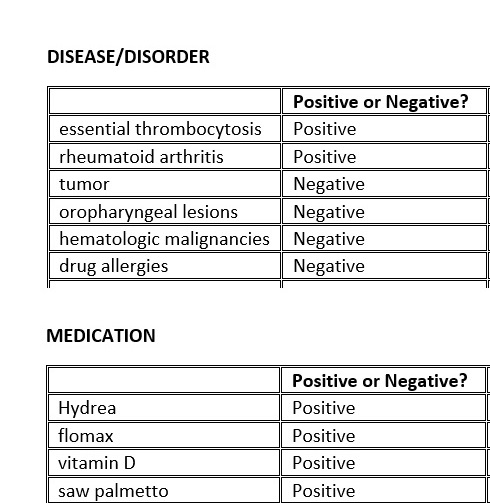 DISEASE/DISORDER
Positive or Negative?
essential thrombocytosis Positive
rheumatoid arthritis Positive
tumor Negative
oropharyngeal lesions Negative
hematologic malignancies Negative
drug allergies Negative
MEDICATION
Positive or Negative?
Hydrea Positive
flomax Positive
vitamin D Positive
saw palmetto Positive